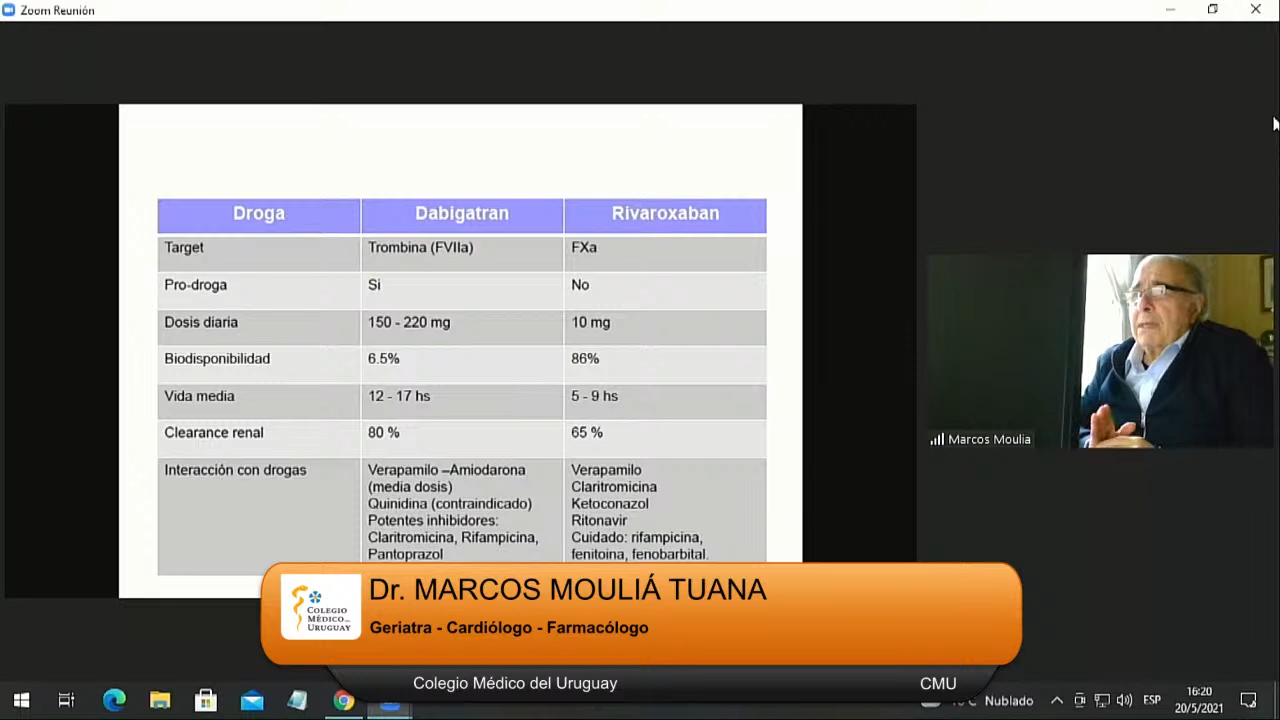 Zoom Reunión
Droga Dabigatran Rivaroxaban
Target Trombina (FVIIa) FXa
Pro-droga Si No
Dosis diaria 150 - 220 mg 10 mg
Biodisponibilidad 6.5% 86%
Vida media 12 - 17 hs 5 - 9 hs
Clearance renal 80 % 65 %
Interacción con drogas Verapamilo –Amiodarona Verapamilo
(media dosis) Claritromicina
Quinidina (contraindicado) Ketoconazol
Potentes inhibidores: Ritonavir
Claritromicina, Rifampicina, Cuidado: rifampicina,
Pantoprazol fenitoina, fenobarbital.
Marcos Moulia
COLEGIO
MÉDICO DEL
URUGUAY
Dr. MARCOS MOULIÁ TUANA
Geriatra - Cardiólogo - Farmacólogo
Colegio Médico del Uruguay CMU
Nublado
ESP
16:20
20/5/2021